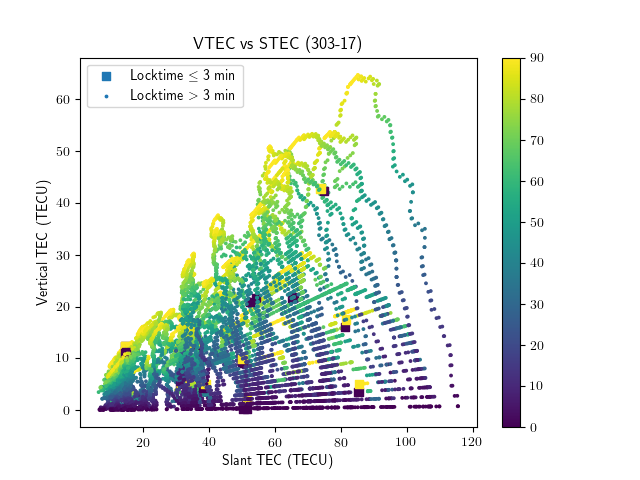 VTEC vs STEC (303-17)
Locktime ≤ 3 min
Locktime > 3 min
Vertical TEC (TECU)
60
50
40
30
20
10
0
20 40 60 80 100 120
Slant TEC (TECU)
90
80
70
60
50
40
30
20
10
0